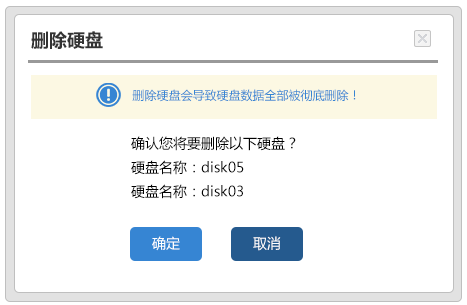 删除硬盘
删除硬盘会导致硬盘数据全部被彻底删除！
确认您将要删除以下硬盘？
硬盘名称：disk05
硬盘名称：disk03
确定 取消